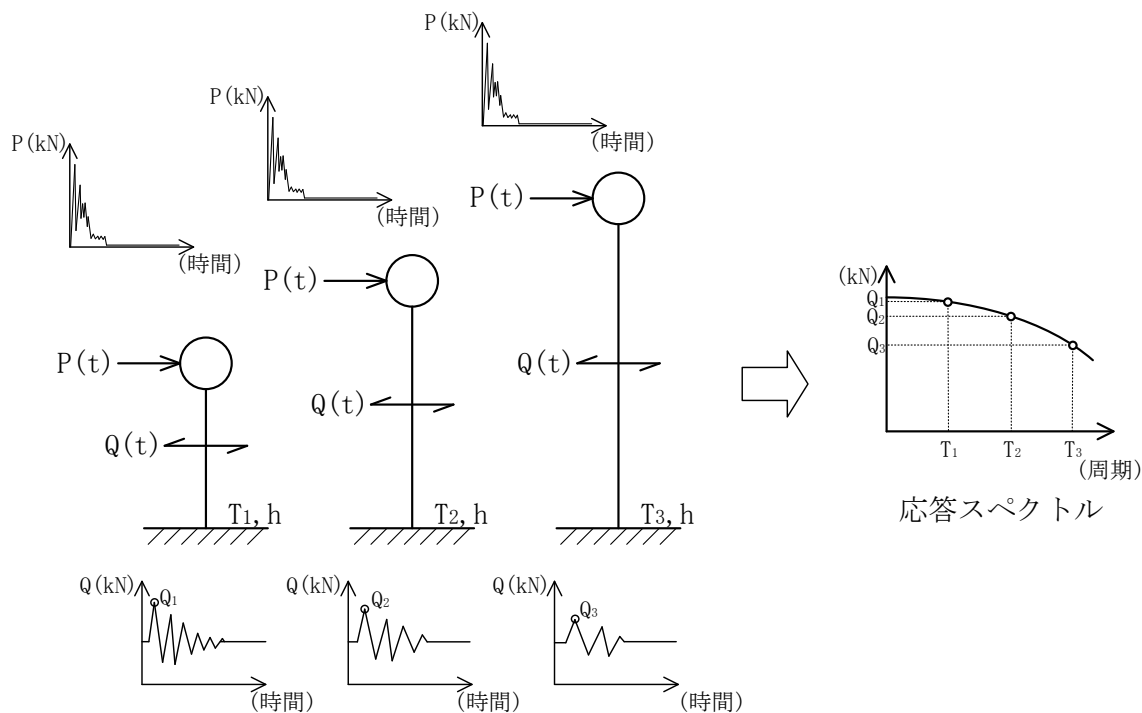 P(kN)
(時間)
P(kN)
(時間)
P(kN)
(時間)
P(t)
Q(t)
T₁, h
P(t)
Q(t)
T₂, h
P(t)
Q(t)
T₃, h
Q(kN)
Q₁
(時間)
Q(kN)
Q₂
(時間)
Q(kN)
Q₃
(時間)
(kN)
Q₁
Q₂
Q₃
T₁ T₂ T₃
(周期)
応答スペクトル